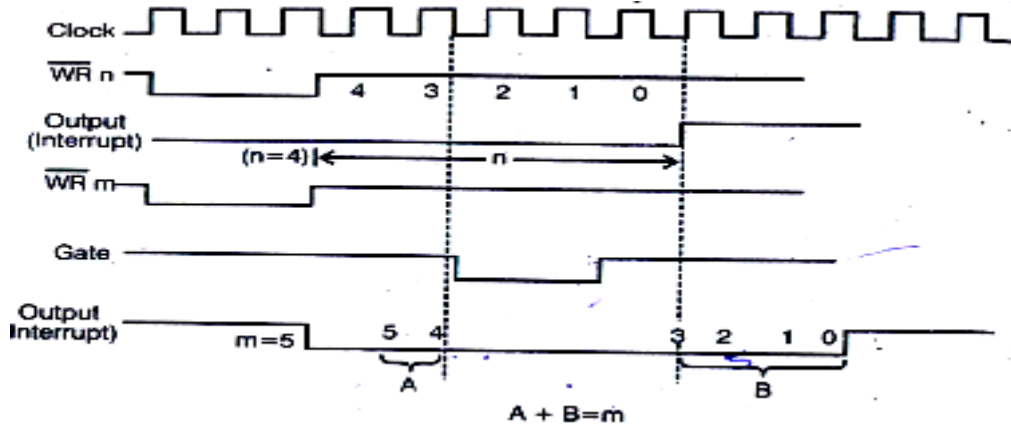 Clock
WR n
4 3 2 1 0
Output
(Interrupt)
(n=4) n
WR m
Gate
Output
Interrupt)
m=5 5 4 3 2 1 0
A B
A + B=m